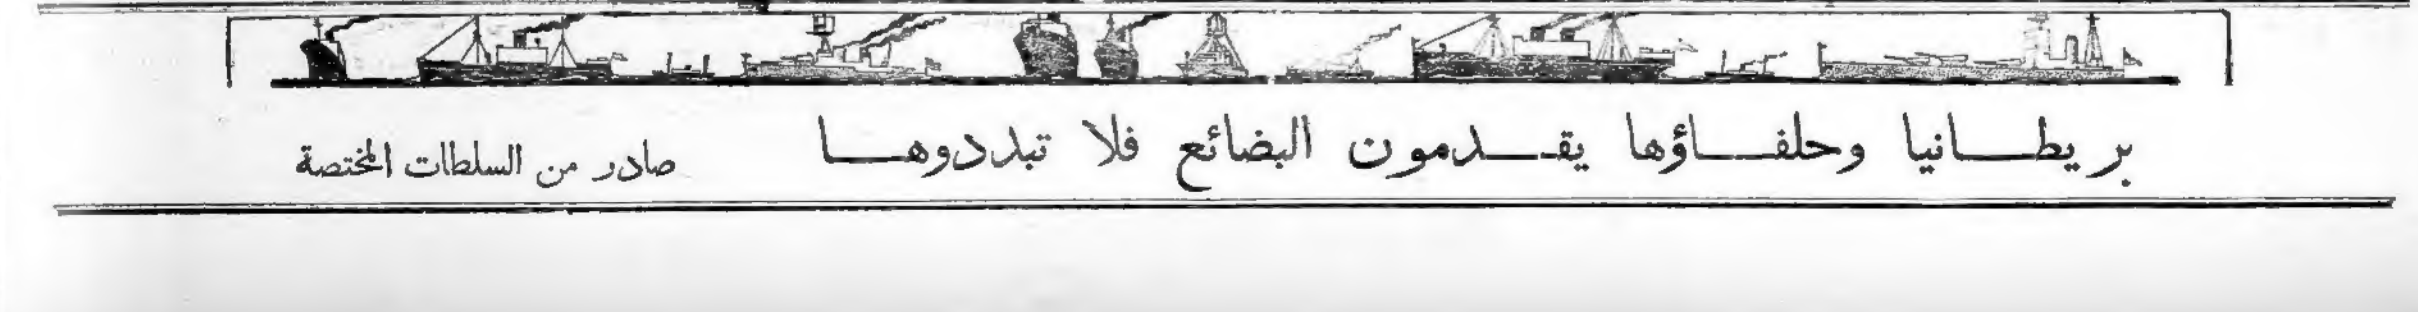 بريطانيا وحلفاؤها يقدمون البضائع فلا تبددوها صادر من السلطات المختصة